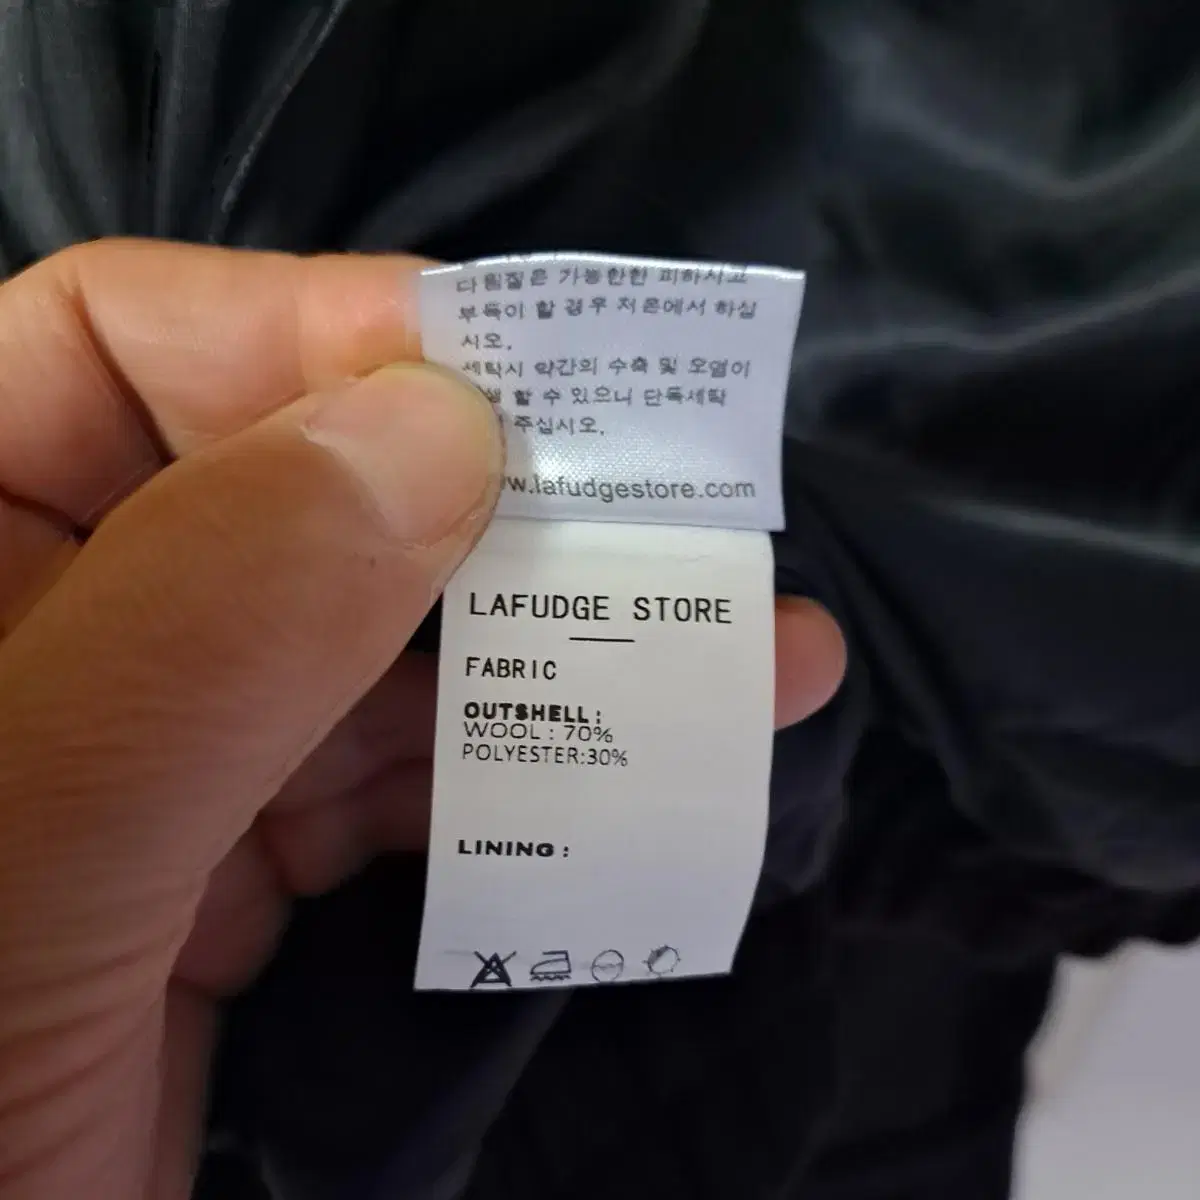 다림질은 가능한한 피하시고
부득이 할 경우 저온에서 하십
시오.
세탁시 약간의 수축 및 오염이
할 수 있으니 단독세탁
주십시오.
w.lafudgestore.com
LAFUDGE STORE
FABRIC
OUTSHELL:
WOOL : 70%
POLYESTER:30%
LINING :